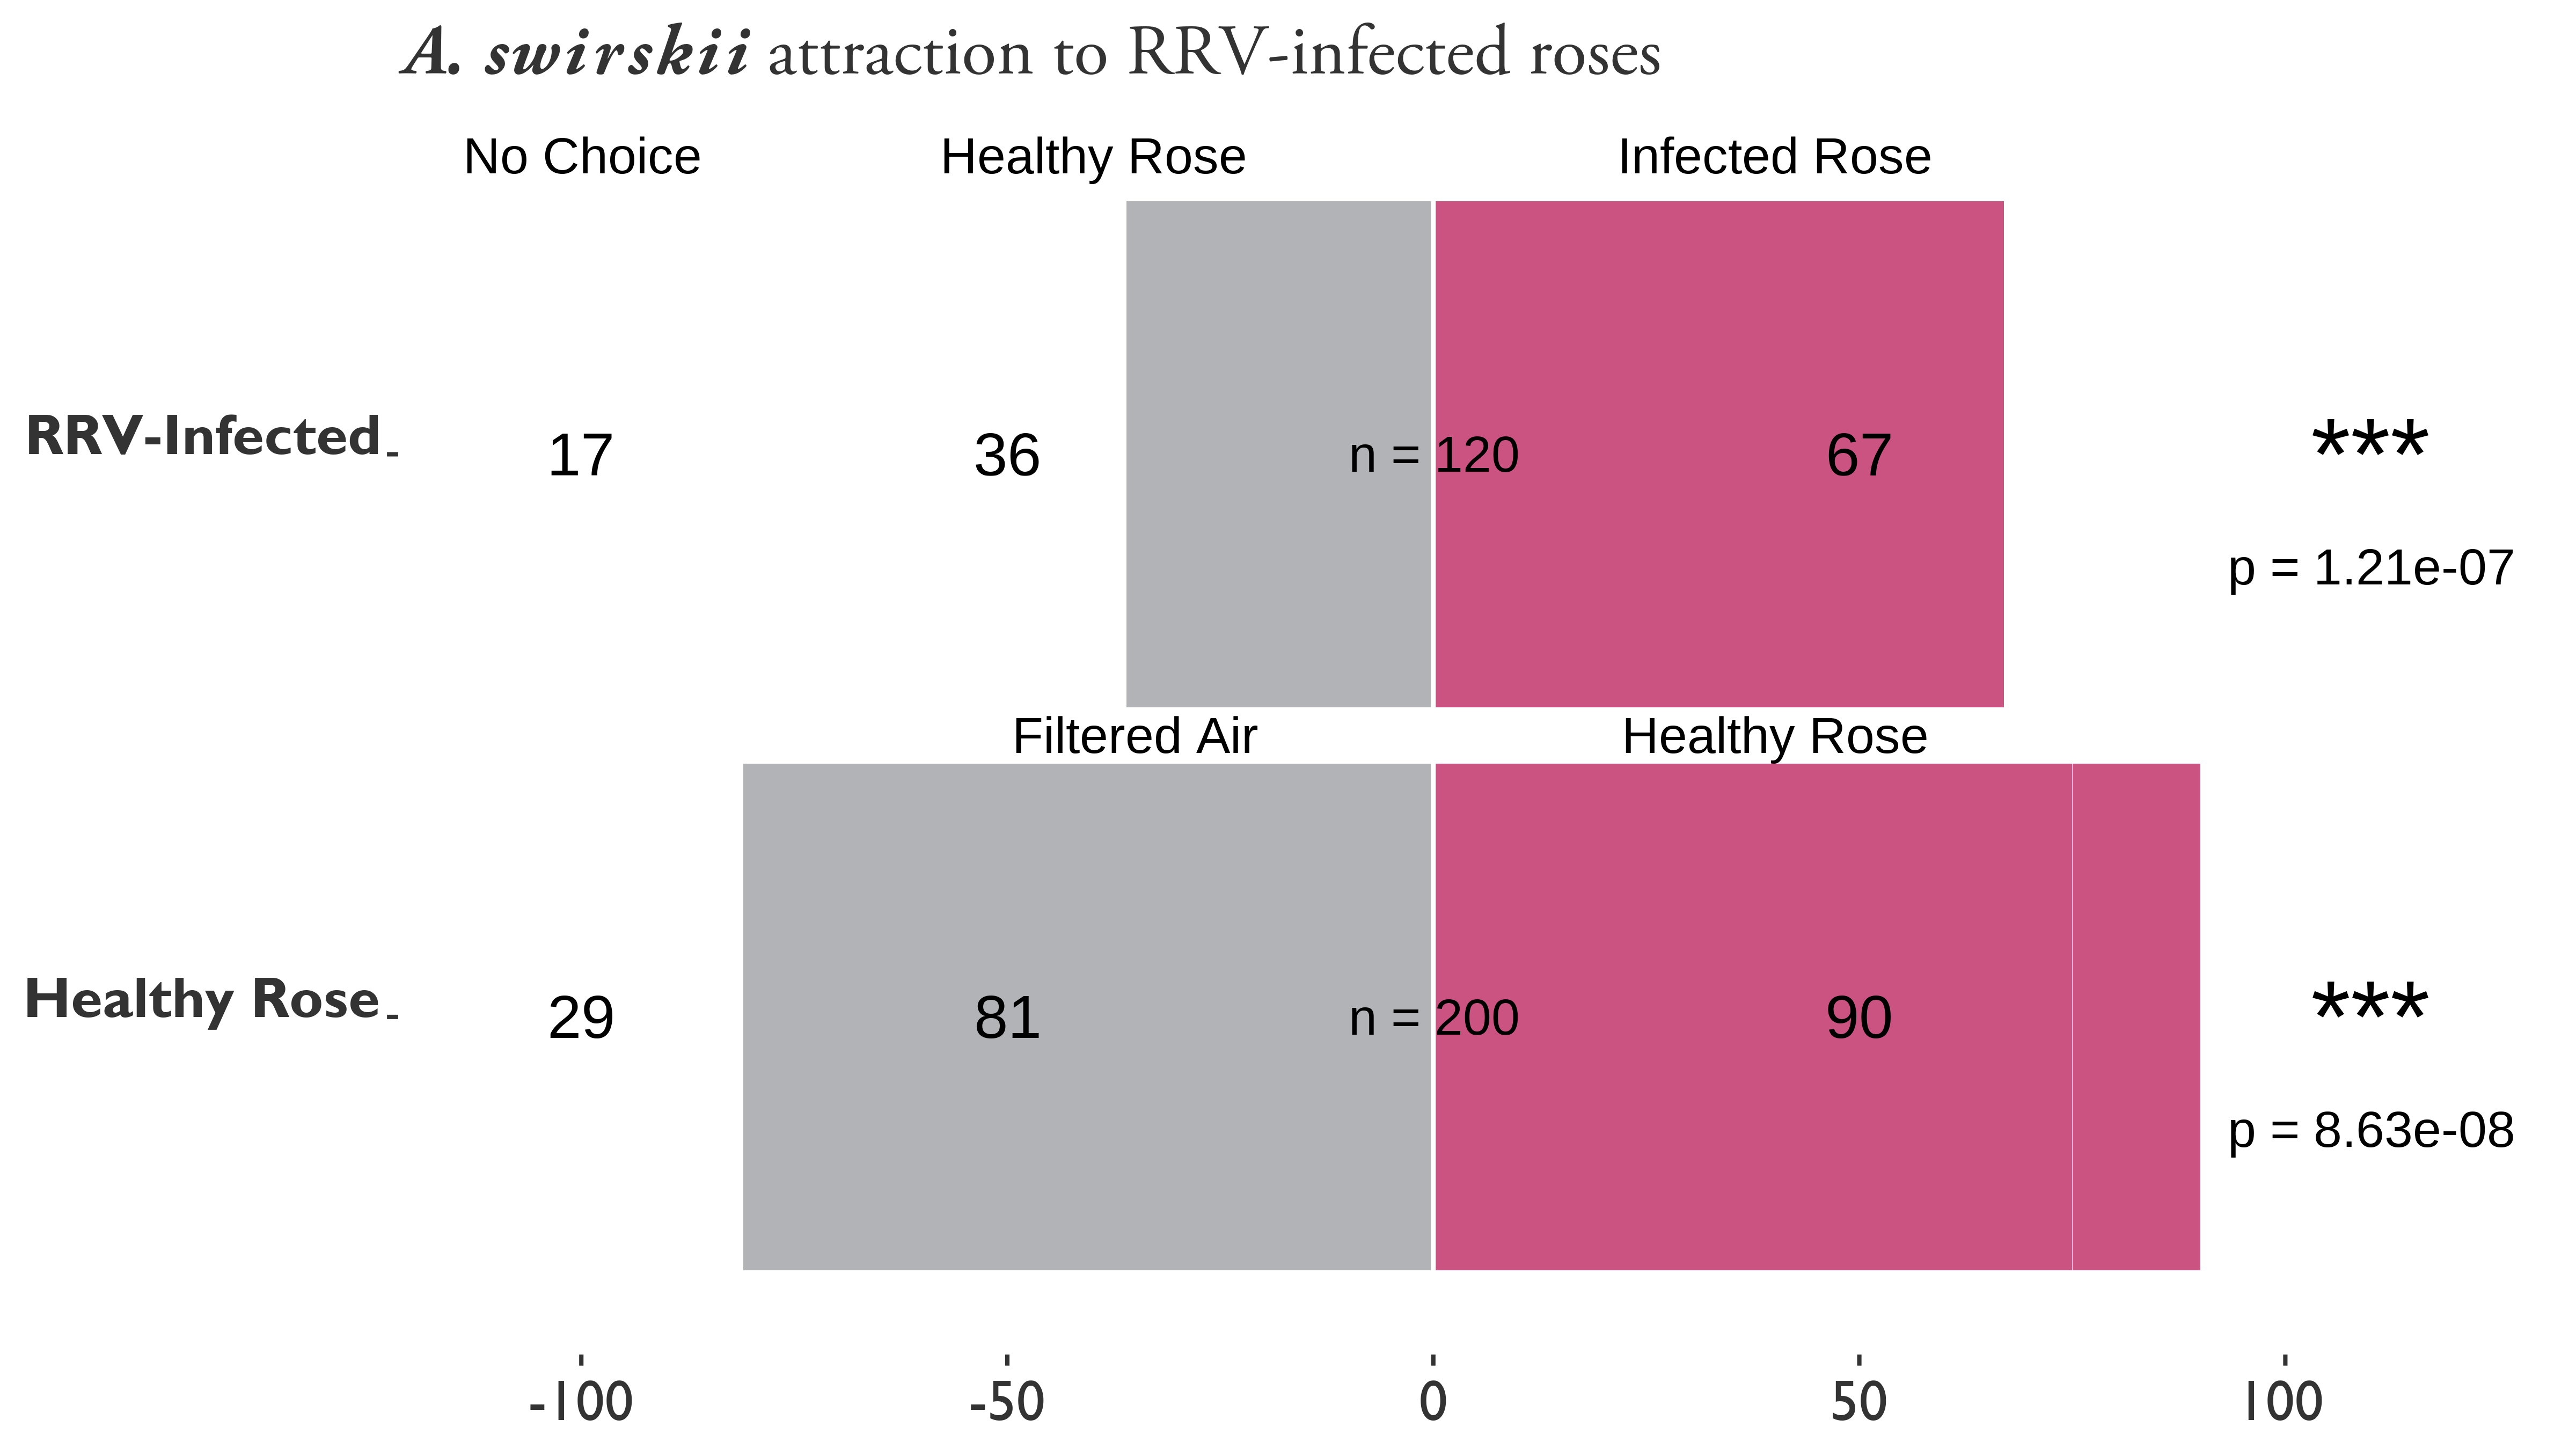 A. swirskii attraction to RRV-infected roses
No Choice Healthy Rose Infected Rose
RRV-Infected 17 36 n = 120 67 ***
p = 1.21e-07
Filtered Air Healthy Rose
Healthy Rose 29 81 n = 200 90 ***
p = 8.63e-08
-100 -50 0 50 100